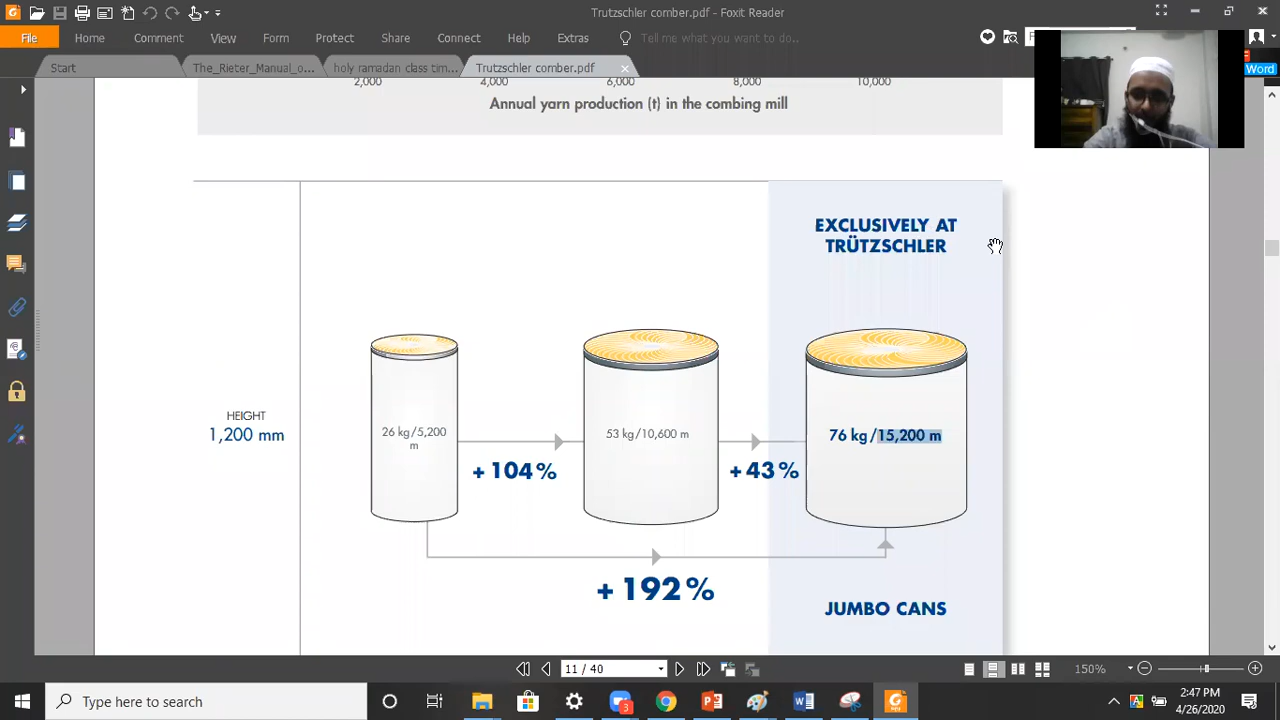 Trutzschler comber.pdf - Foxit Reader
File Home Comment View Form Protect Share Connect Help Extras Tell me what you want to do..
Start The_Rieter_Manual_o... holy ramadan class tim... Trutzschler comber.pdf
Word
2,000 4,000 6,000 8,000 10,000
Annual yarn production (t) in the combing mill
EXCLUSIVELY AT
TRÜTZSCHLER
HEIGHT
1,200 mm
26 kg/5,200
m
53 kg/10,600 m
76 kg/15,200 m
+ 104 %
+ 43 %
+ 192 %
JUMBO CANS
11 / 40
150%
Type here to search
3
2:47 PM
4/26/2020